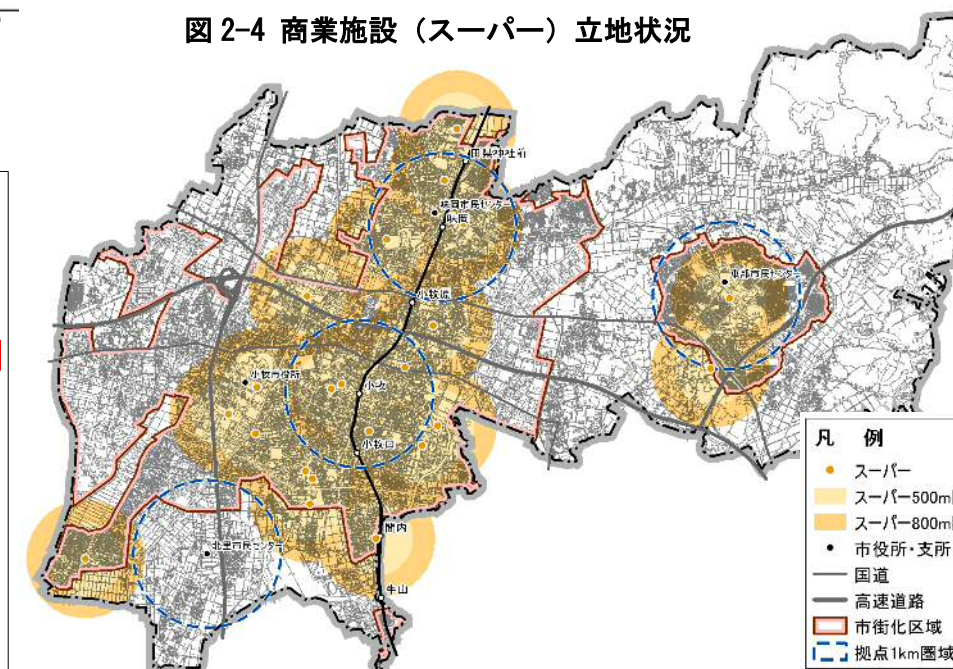 図 2-4 商業施設（スーパー）立地状況
田県神社前
味岡市民センター
味岡
小牧原
東部市民センター
小牧市役所
小牧
小牧口
間内
北里市民センター
牛山
凡　例
スーパー
スーパー500m
スーパー800m
市役所・支所
国道
高速道路
市街化区域
拠点1km圏域